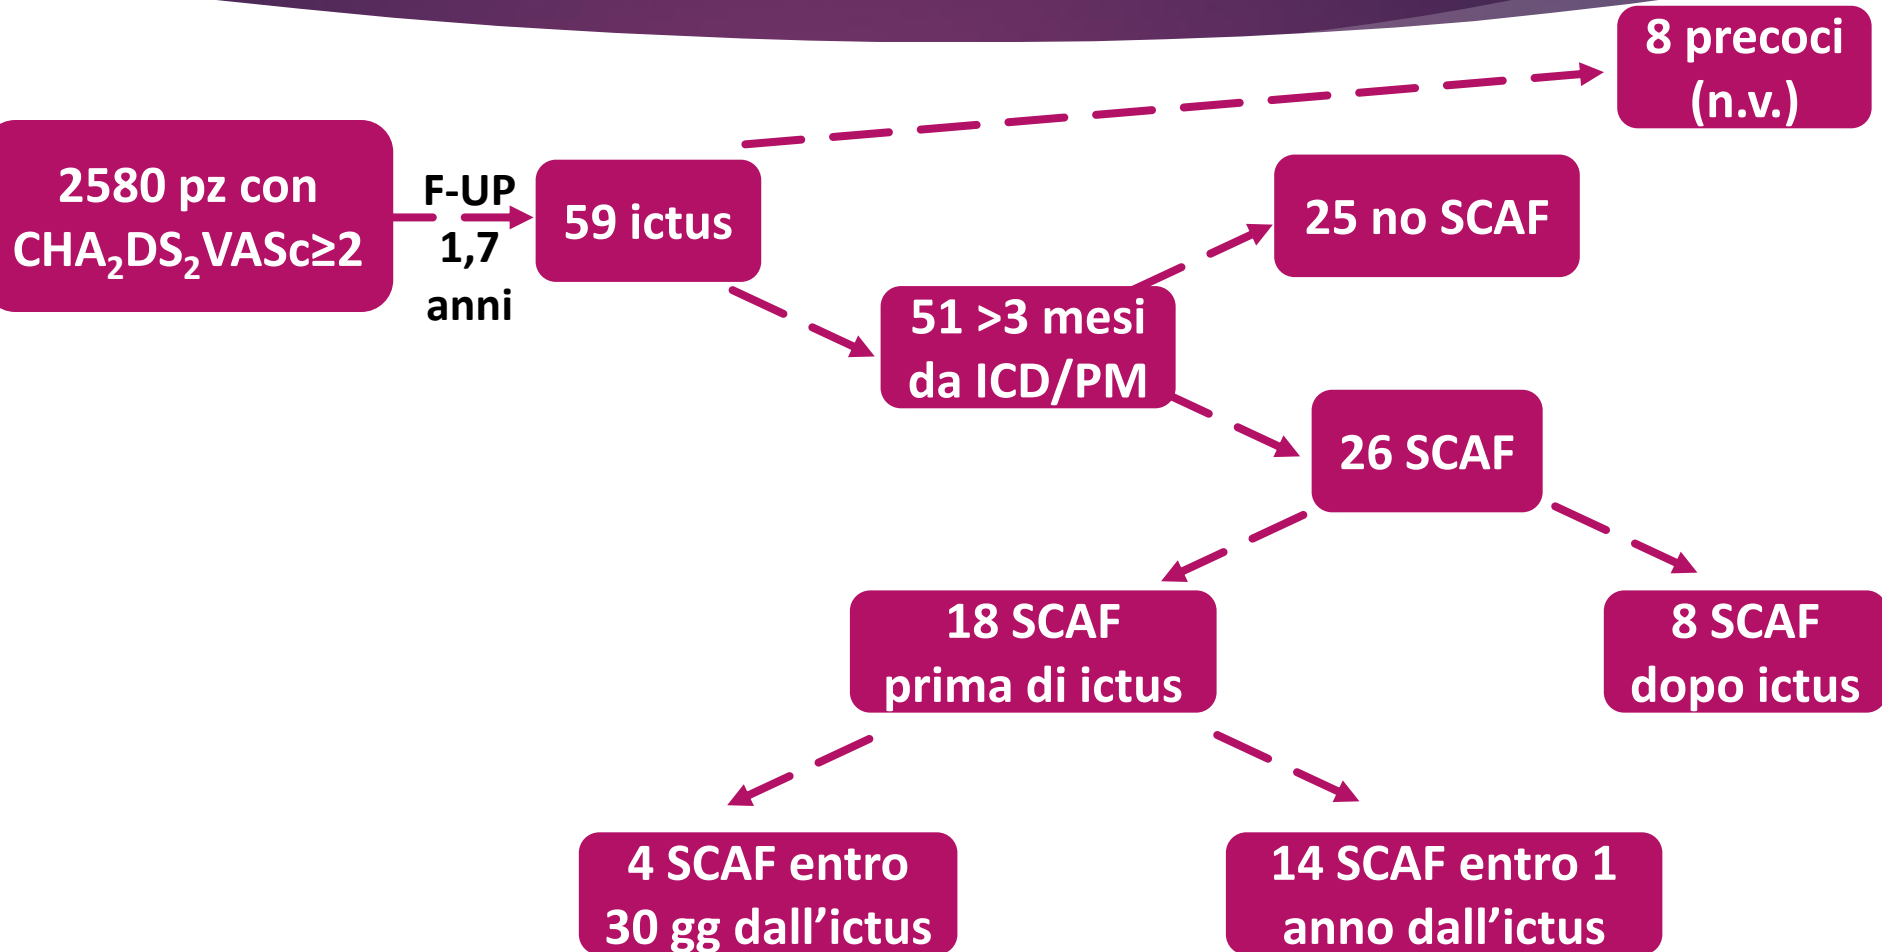 8 precoci
(n.v.)
2580 pz con
CHA₂DS₂VASc≥2
F-UP
1,7
anni
59 ictus
25 no SCAF
51 >3 mesi
da ICD/PM
26 SCAF
18 SCAF
prima di ictus
8 SCAF
dopo ictus
4 SCAF entro
30 gg dall’ictus
14 SCAF entro 1
anno dall’ictus